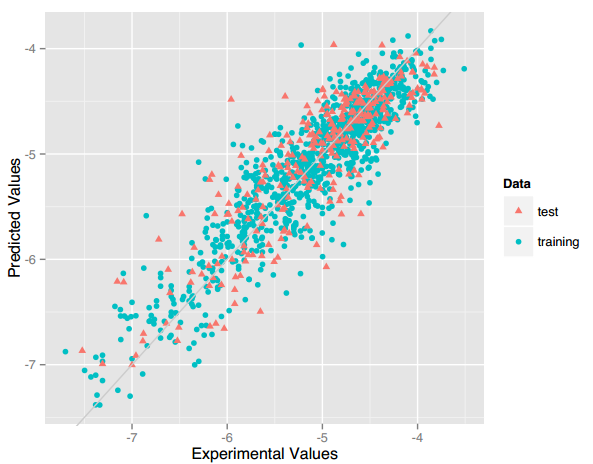 -4
-5
-6
-7
Predicted Values
-7 -6 -5 -4
Experimental Values
Data
test
training